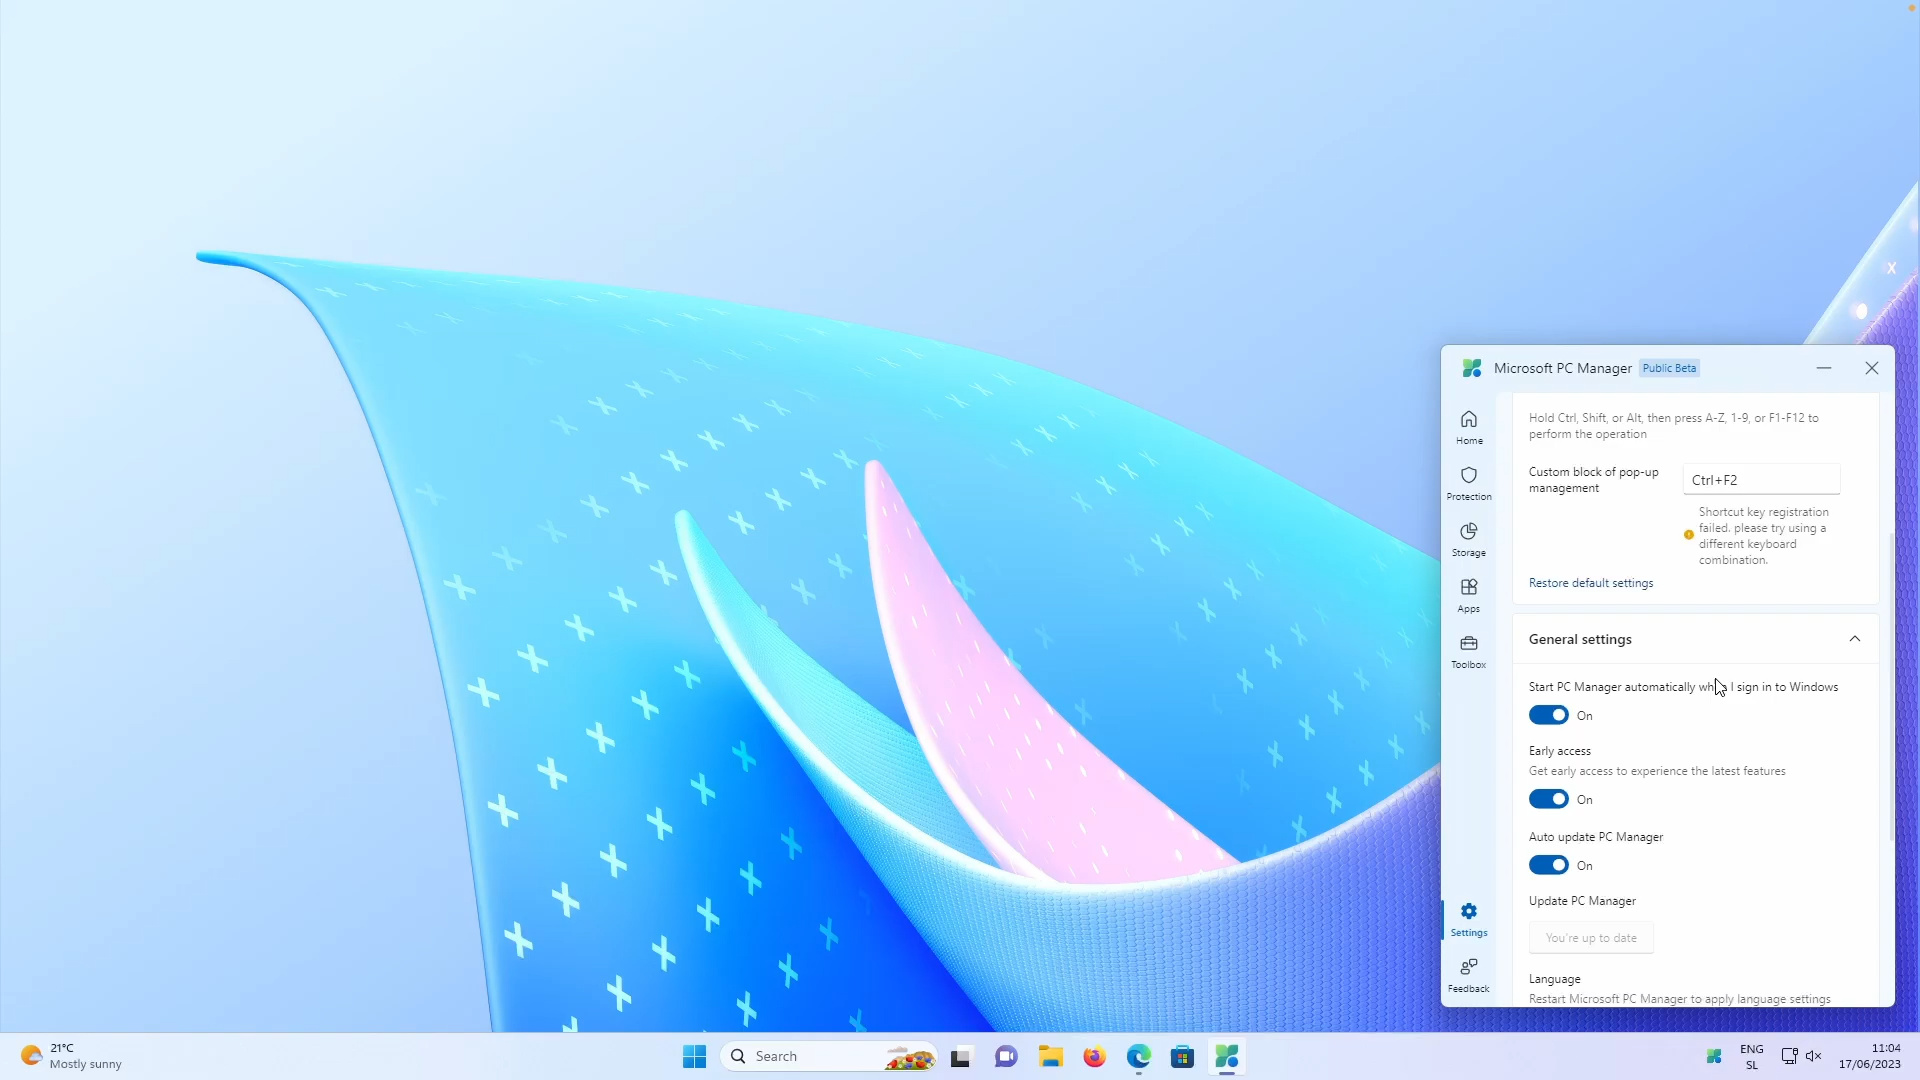 Microsoft PC Manager Public Beta
Hold Ctrl, Shift, or Alt, then press A-Z, 1-9, or F1-F12 to
perform the operation
Custom block of pop-up
management
Ctrl+F2
Shortcut key registration
failed. please try using a
different keyboard
combination.
Restore default settings
General settings
Start PC Manager automatically when I sign in to Windows
On
Early access
Get early access to experience the latest features
On
Auto update PC Manager
On
Update PC Manager
You're up to date
Language
Restart Microsoft PC Manager to apply language settings
Home
Protection
Storage
Apps
Toolbox
Settings
Feedback
21°C
Mostly sunny
Search
ENG
SL
11:04
17/06/2023